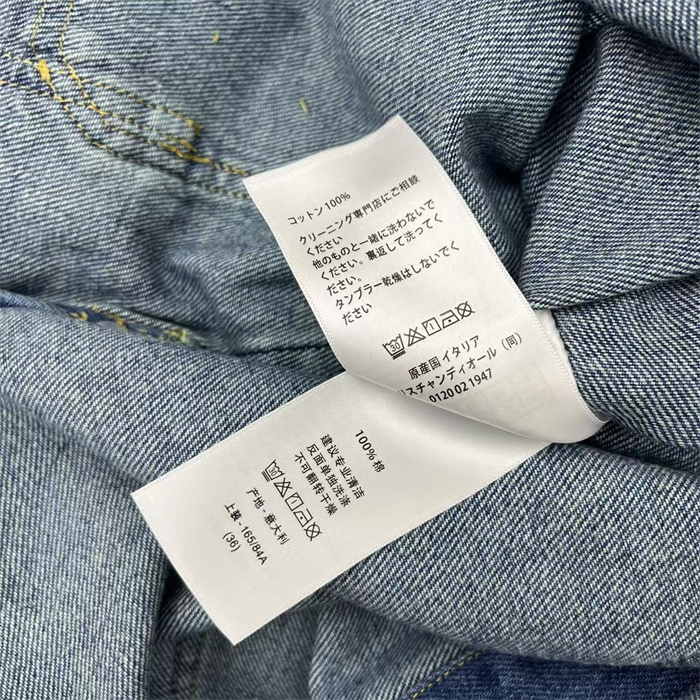 コットン100%
クリーニング専門店にご相談
ください
他のものと一緒に洗わないで
ください。裏返して洗ってく
ださい。
タンブラー乾燥はしないでく
ださい
30
原産国 イタリア
リスチャンディオール（同）
0120 02 1947
100% 棉
建议专业清洁
反面单独洗涤
不可翻转干燥
产地 - 意大利
上装 - 165/84A
(36)